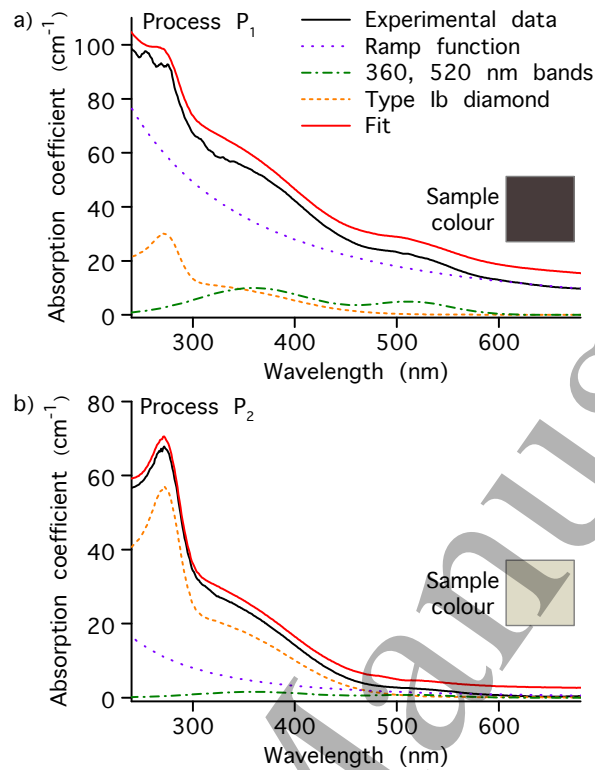 a)
Process P1
Experimental data
Ramp function
360, 520 nm bands
Type Ib diamond
Fit
Sample
colour
Absorption coefficient (cm-1)
100
80
60
40
20
0
300
400
500
600
Wavelength (nm)
b)
Process P2
Sample
colour
Absorption coefficient (cm-1)
80
60
40
20
0
300
400
500
600
Wavelength (nm)
Manus